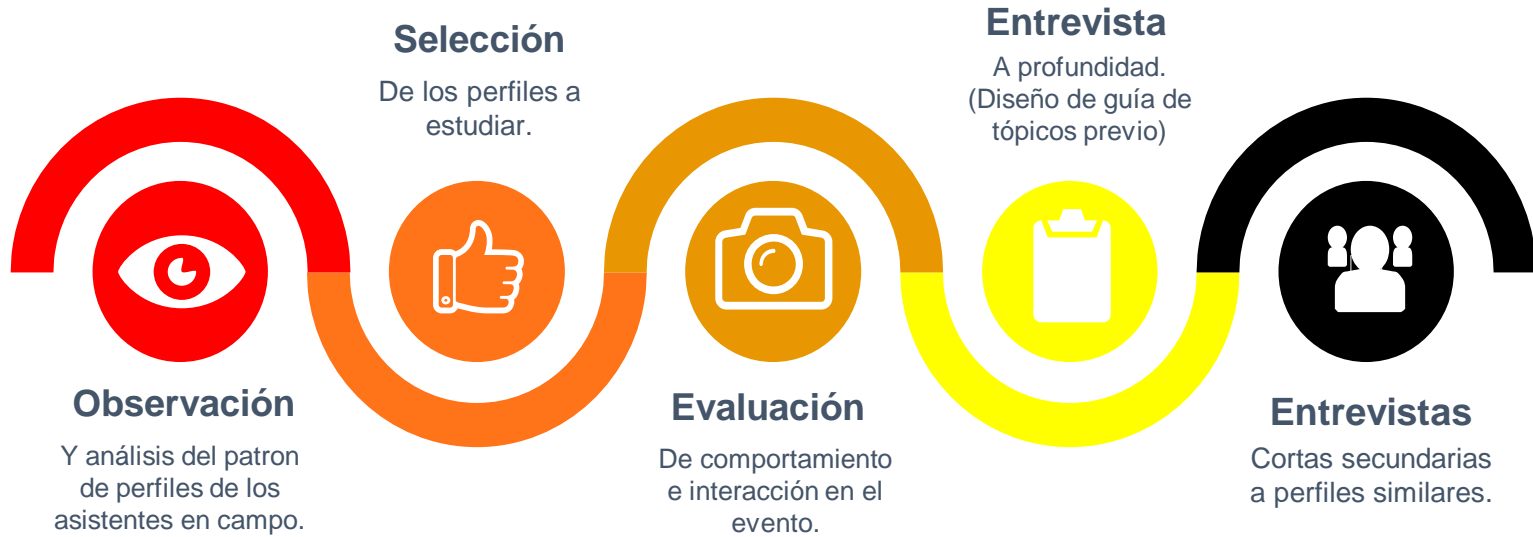 Observación
Y análisis del patron
de perfiles de los
asistentes en campo.
Selección
De los perfiles a
estudiar.
Evaluación
De comportamiento
e interacción en el
evento.
Entrevista
A profundidad.
(Diseño de guía de
tópicos previo)
Entrevistas
Cortas secundarias
a perfiles similares.